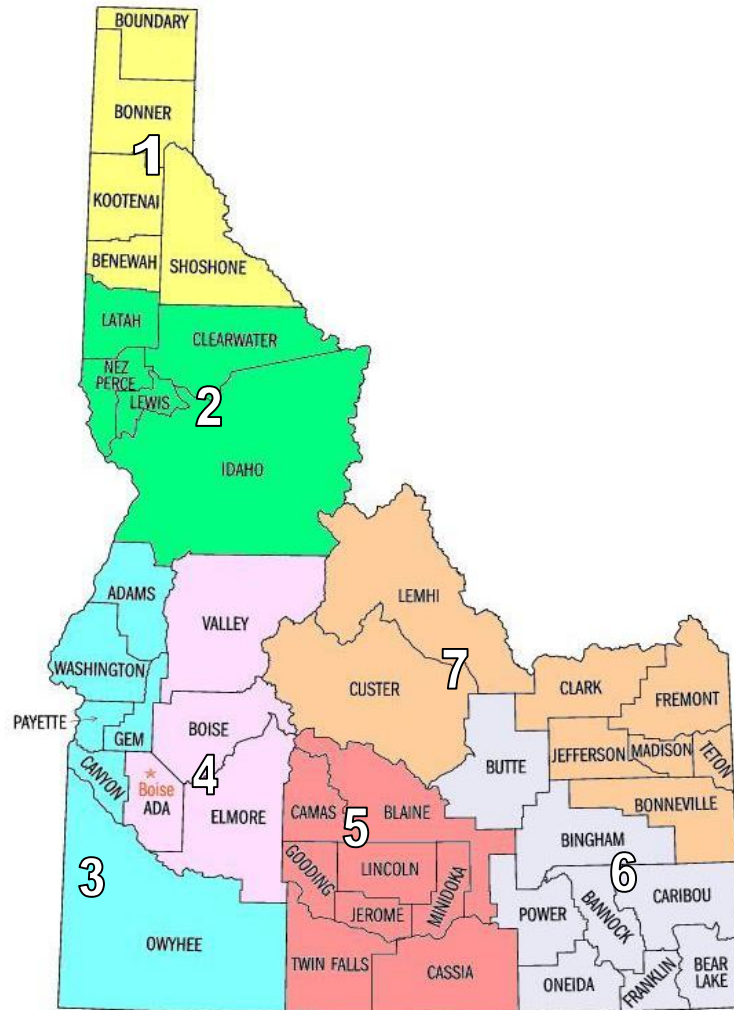 BOUNDARY
BONNER
1
KOOTENAI
BENEWAH
SHOSHONE
LATAH
CLEARWATER
NEZ
PERCE
LEWIS
2
IDAHO
ADAMS
VALLEY
LEMHI
WASHINGTON
CUSTER
7
CLARK
FREMONT
PAYETTE
GEM
BOISE
BUTTE
JEFFERSON
MADISON
TETON
CANYON
Boise
ADA
4
ELMORE
CAMAS
5
BLAINE
BONNEVILLE
BINGHAM
3
GOODING
LINCOLN
MINIDOKA
6
CARIBOU
JEROME
POWER
BANNOCK
OWYHEE
TWIN FALLS
CASSIA
ONEIDA
FRANKLIN
BEAR
LAKE